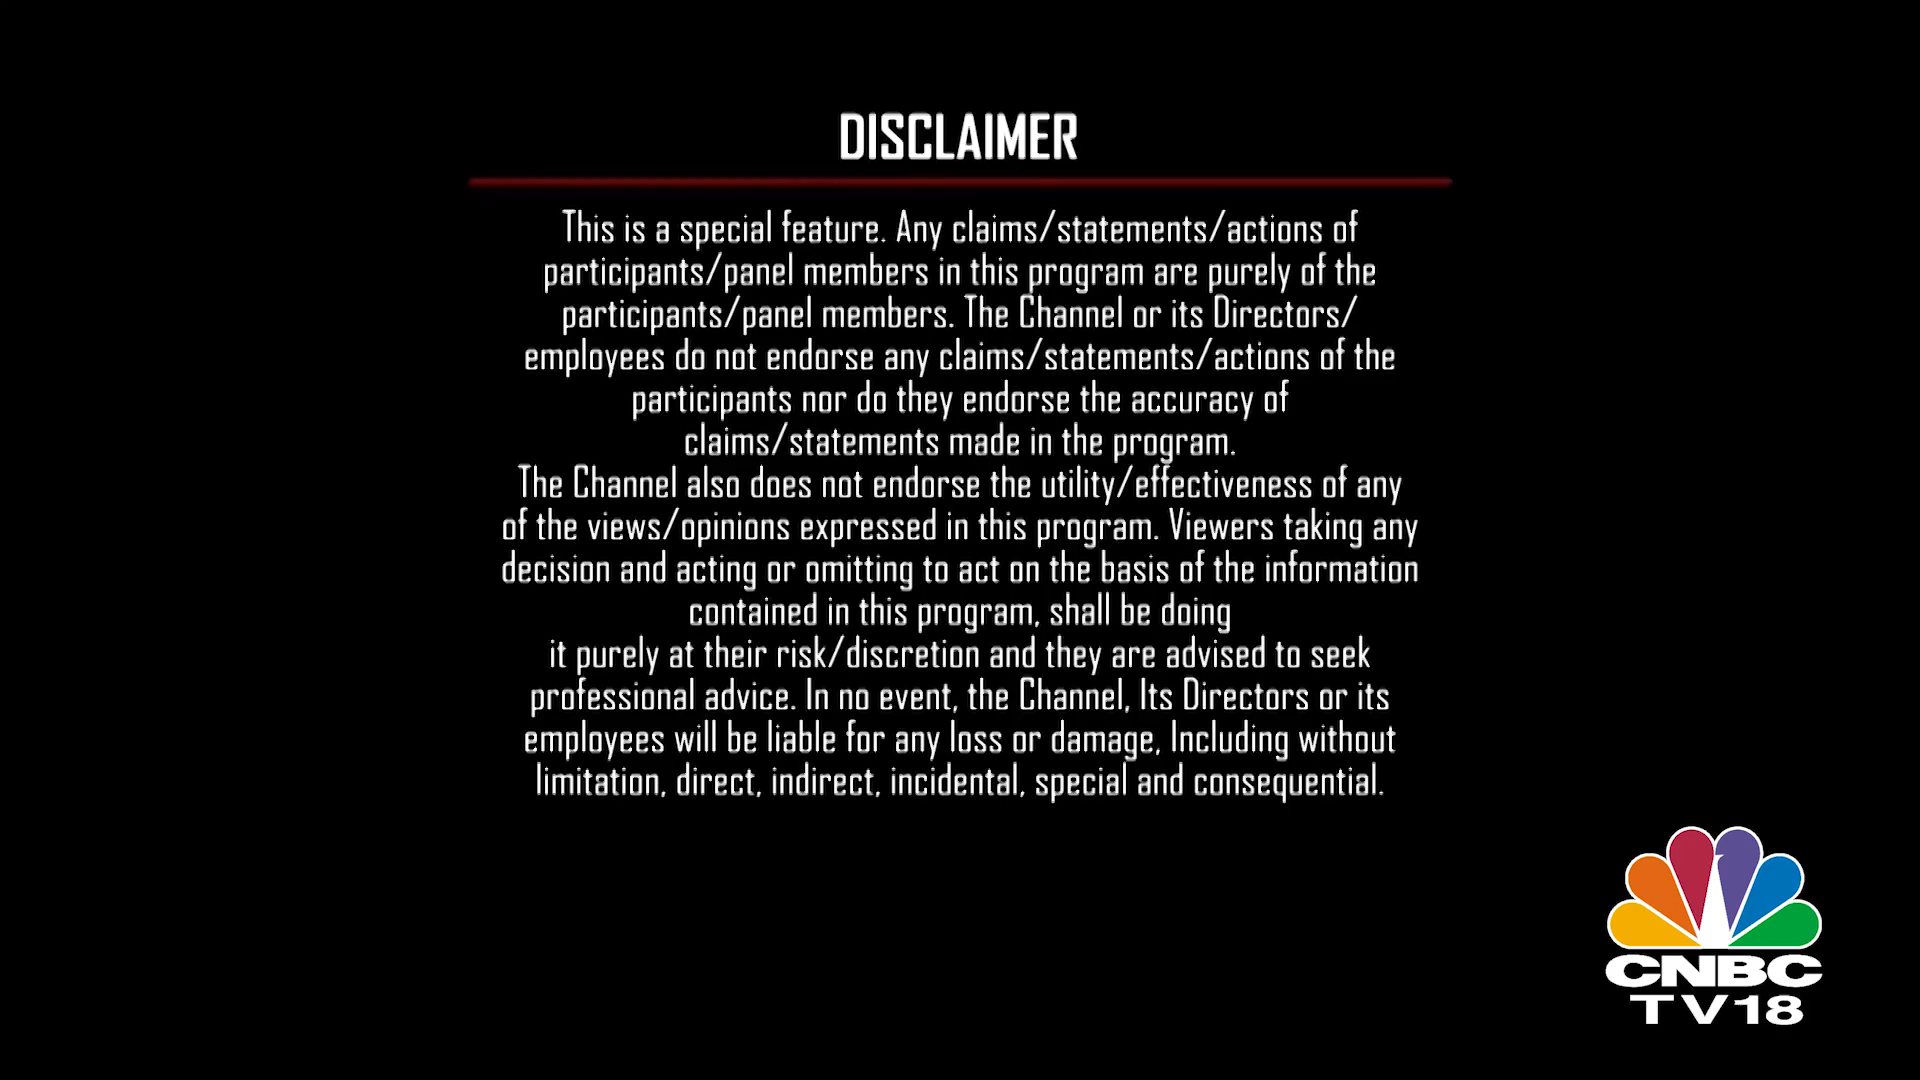 DISCLAIMER
This is a special feature. Any claims/statements/actions of
participants/panel members in this program are purely of the
participants/panel members. The Channel or its Directors/
employees do not endorse any claims/statements/actions of the
participants nor do they endorse the accuracy of
claims/statements made in the program.
The Channel also does not endorse the utility/effectiveness of any
of the views/opinions expressed in this program. Viewers taking any
decision and acting or omitting to act on the basis of the information
contained in this program, shall be doing
it purely at their risk/discretion and they are advised to seek
professional advice. In no event, the Channel, Its Directors or its
employees will be liable for any loss or damage, Including without
limitation, direct, indirect, incidental, special and consequential.
CNBC
TV18